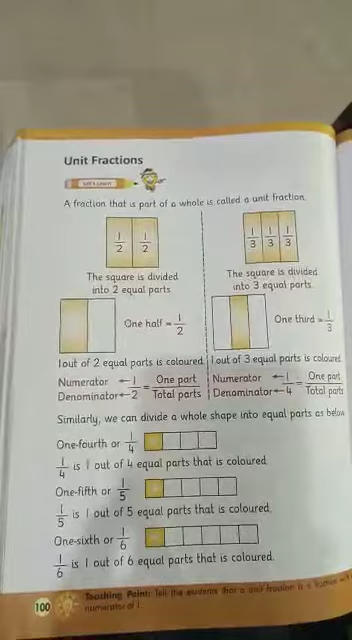 Unit Fractions
Let's Learn
A fraction that is part of a whole is called a unit fraction.
1/2 1/2
The square is divided
into 2 equal parts
One half = 1/2
1 out of 2 equal parts is coloured
Numerator ← 1 = One part
Denominator ← 2 Total parts
1/3 1/3 1/3
The square is divided
into 3 equal parts
One third = 1/3
1 out of 3 equal parts is coloured
Numerator ← 1 = One part
Denominator ← 4 Total parts
Similarly, we can divide a whole shape into equal parts as below
One-fourth or 1/4
1/4 is 1 out of 4 equal parts that is coloured.
One-fifth or 1/5
1/5 is 1 out of 5 equal parts that is coloured.
One-sixth or 1/6
1/6 is 1 out of 6 equal parts that is coloured.
100
Teaching Point: Tell the students that a unit fraction is a fraction
numerator of 1.